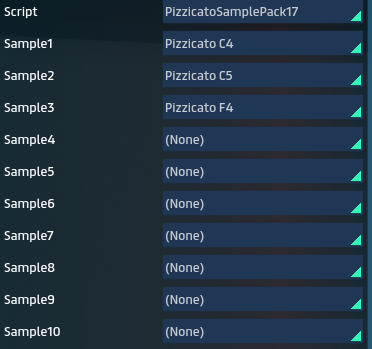 Script PizzicatoSamplePack17
Sample1 Pizzicato C4
Sample2 Pizzicato C5
Sample3 Pizzicato F4
Sample4 (None)
Sample5 (None)
Sample6 (None)
Sample7 (None)
Sample8 (None)
Sample9 (None)
Sample10 (None)